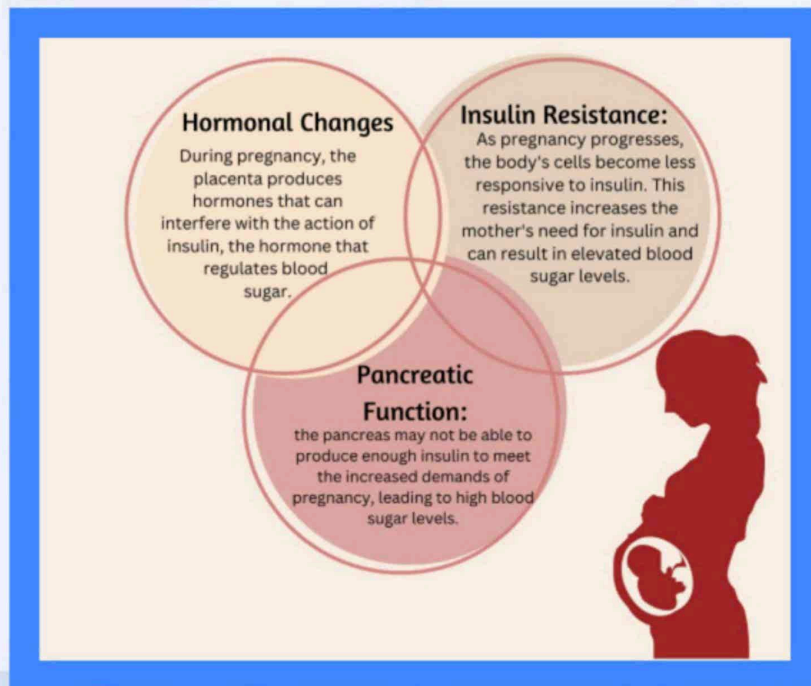 Hormonal Changes
During pregnancy, the
placenta produces
hormones that can
interfere with the action of
insulin, the hormone that
regulates blood
sugar.
Insulin Resistance:
As pregnancy progresses,
the body's cells become less
responsive to insulin. This
resistance increases the
mother's need for insulin and
can result in elevated blood
sugar levels.
Pancreatic
Function:
the pancreas may not be able to
produce enough insulin to meet
the increased demands of
pregnancy, leading to high blood
sugar levels.